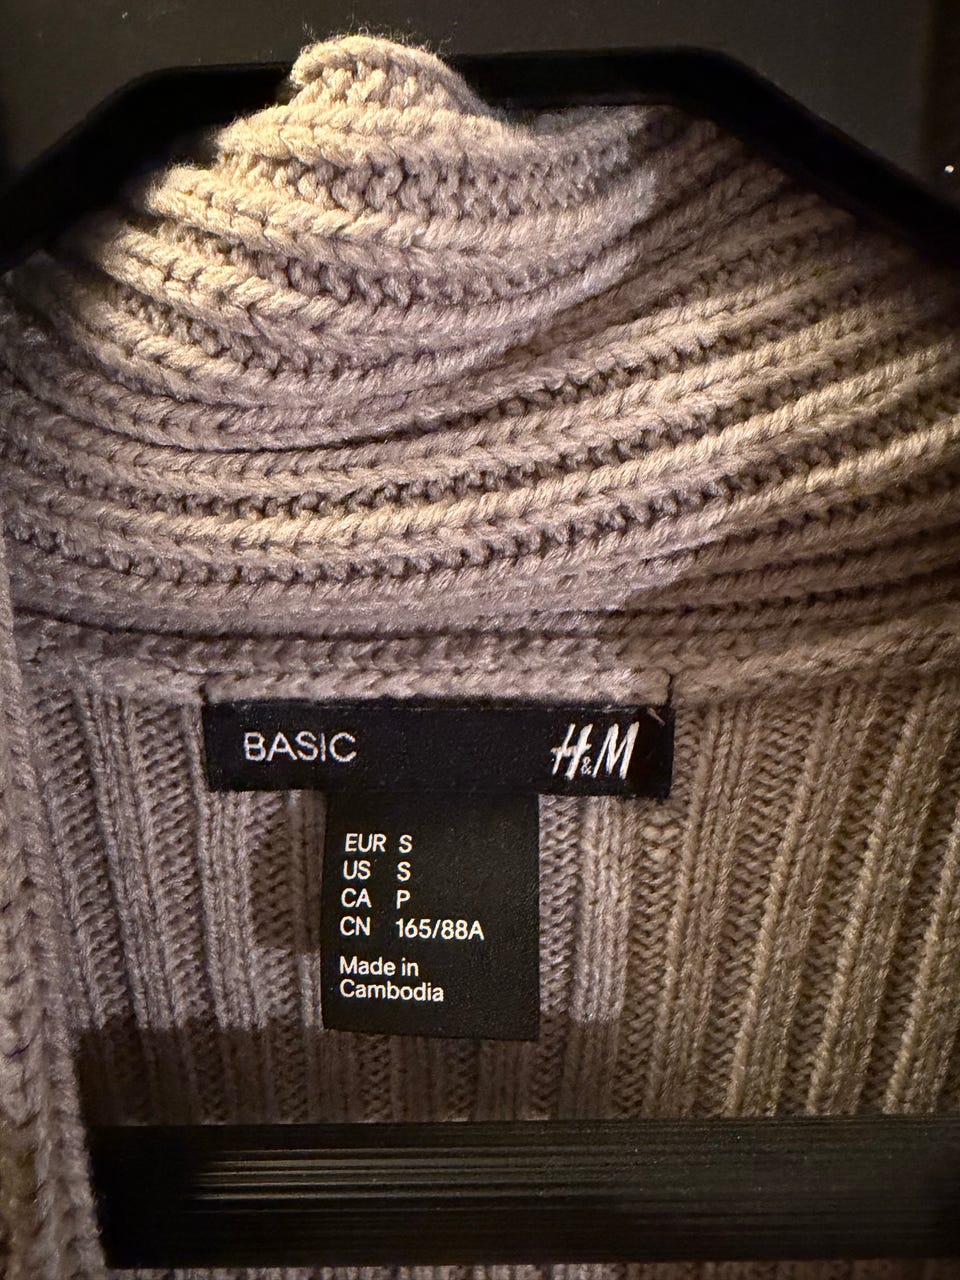 BASIC H&M
EUR S
US S
CA P
CN 165/88A
Made in
Cambodia